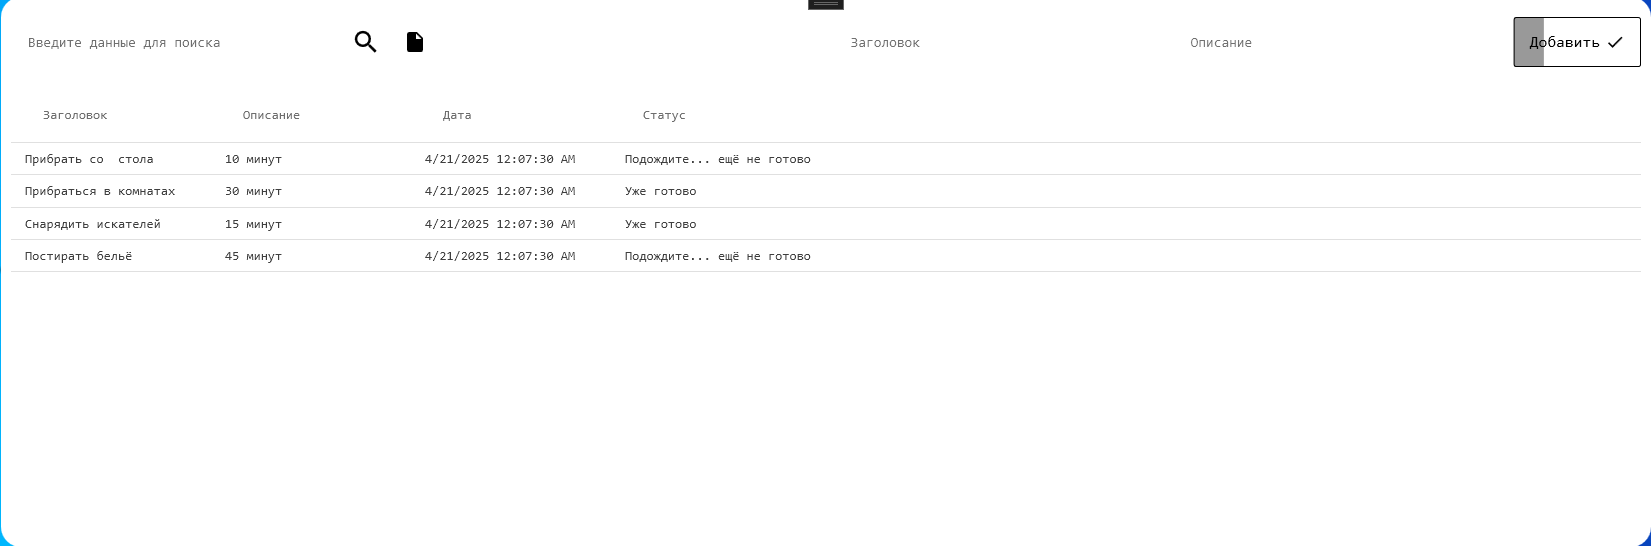 Введите данные для поиска Заголовок Описание Добавить
Заголовок Описание Дата Статус
Прибрать со  стола 10 минут 4/21/2025 12:07:30 AM Подождите... ещё не готово
Прибраться в комнатах 30 минут 4/21/2025 12:07:30 AM Уже готово
Снарядить искателей 15 минут 4/21/2025 12:07:30 AM Уже готово
Постирать бельё 45 минут 4/21/2025 12:07:30 AM Подождите... ещё не готово